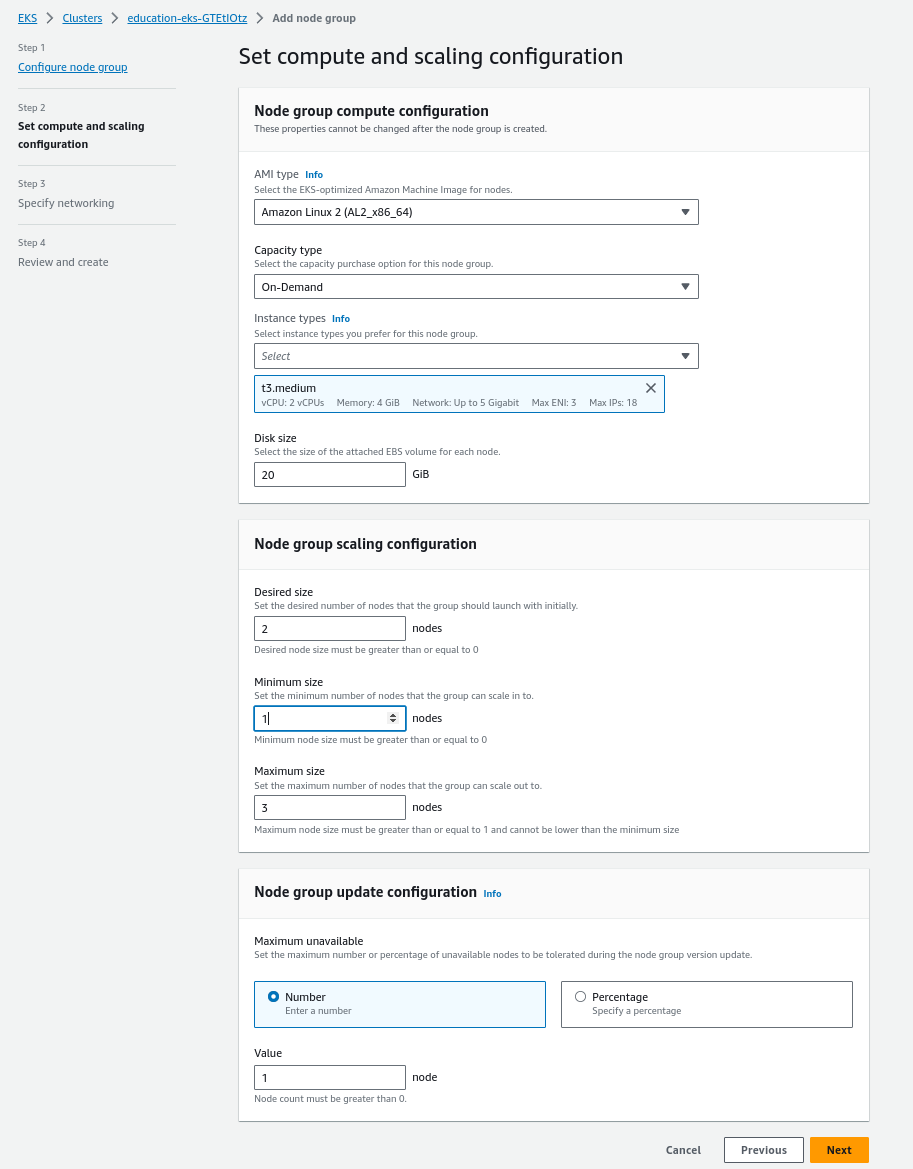 EKS > Clusters > education-eks-GTEtIOtz > Add node group
Step 1
Configure node group
Step 2
Set compute and scaling
configuration
Step 3
Specify networking
Step 4
Review and create
Set compute and scaling configuration
Node group compute configuration
These properties cannot be changed after the node group is created.
AMI type Info
Select the EKS-optimized Amazon Machine Image for nodes.
Amazon Linux 2 (AL2_x86_64)
Capacity type
Select the capacity purchase option for this node group.
On-Demand
Instance types Info
Select instance types you prefer for this node group.
Select
t3.medium
vCPU: 2 vCPUs Memory: 4 GiB Network: Up to 5 Gigabit Max ENI: 3 Max IPs: 18
Disk size
Select the size of the attached EBS volume for each node.
20 GiB
Node group scaling configuration
Desired size
Set the desired number of nodes that the group should launch with initially.
2 nodes
Desired node size must be greater than or equal to 0
Minimum size
Set the minimum number of nodes that the group can scale in to.
1 nodes
Minimum node size must be greater than or equal to 0
Maximum size
Set the maximum number of nodes that the group can scale out to.
3 nodes
Maximum node size must be greater than or equal to 1 and cannot be lower than the minimum size
Node group update configuration Info
Maximum unavailable
Set the maximum number or percentage of unavailable nodes to be tolerated during the node group version update.
Number
Enter a number
Percentage
Specify a percentage
Value
1 node
Node count must be greater than 0.
Cancel Previous Next